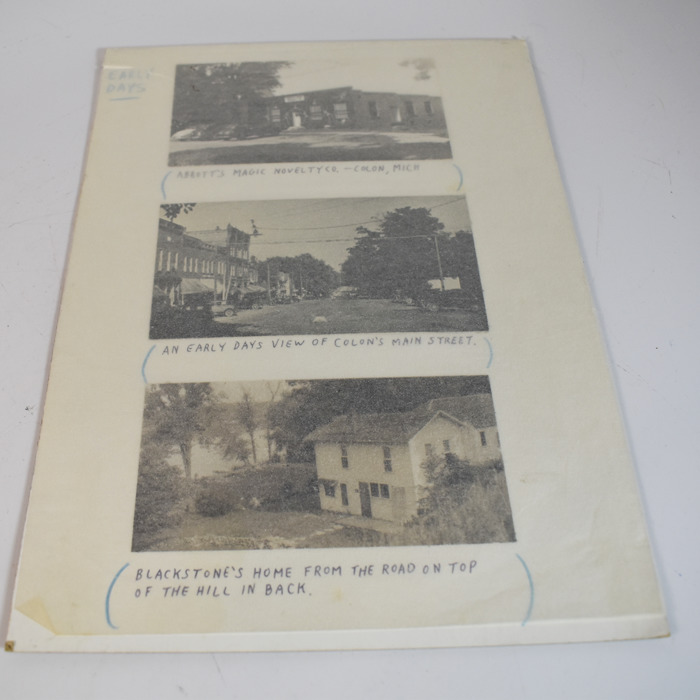 EARLY
DAYS
ABBOTT'S MAGIC NOVELTY CO. – COLON, MICH
AN EARLY DAYS VIEW OF COLON'S MAIN STREET.
BLACKSTONE'S HOME FROM THE ROAD ON TOP
OF THE HILL IN BACK.